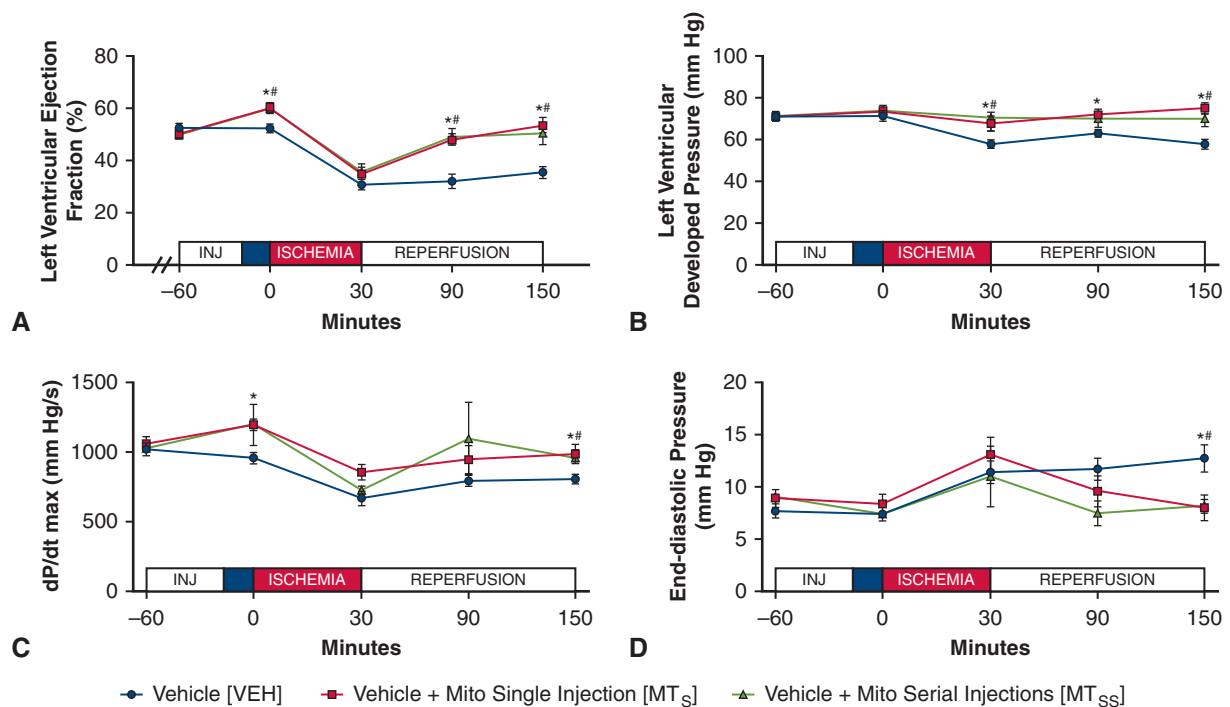 Left Ventricular Ejection
Fraction (%)
80
60
40
20
0
*#
*#
*#
INJ
ISCHEMIA
REPERFUSION
–60
0
30
90
150
Minutes
A
Left Ventricular
Developed Pressure (mm Hg)
100
80
60
40
20
0
*#
*
*#
INJ
ISCHEMIA
REPERFUSION
–60
0
30
90
150
Minutes
B
dP/dt max (mm Hg/s)
1500
1000
500
0
*
*#
INJ
ISCHEMIA
REPERFUSION
–60
0
30
90
150
Minutes
C
End-diastolic Pressure
(mm Hg)
20
15
10
5
0
*#
INJ
ISCHEMIA
REPERFUSION
–60
0
30
90
150
Minutes
D
Vehicle [VEH]
Vehicle + Mito Single Injection [MTS]
Vehicle + Mito Serial Injections [MTSS]